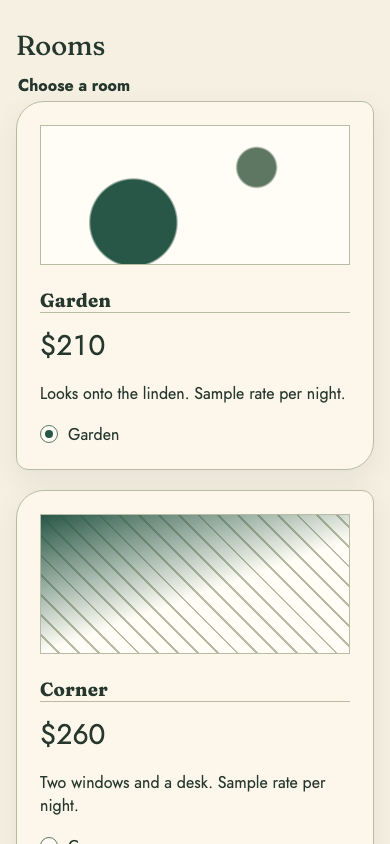 Rooms
Choose a room
Garden
$210
Looks onto the linden. Sample rate per night.
Garden
Corner
$260
Two windows and a desk. Sample rate per
night.